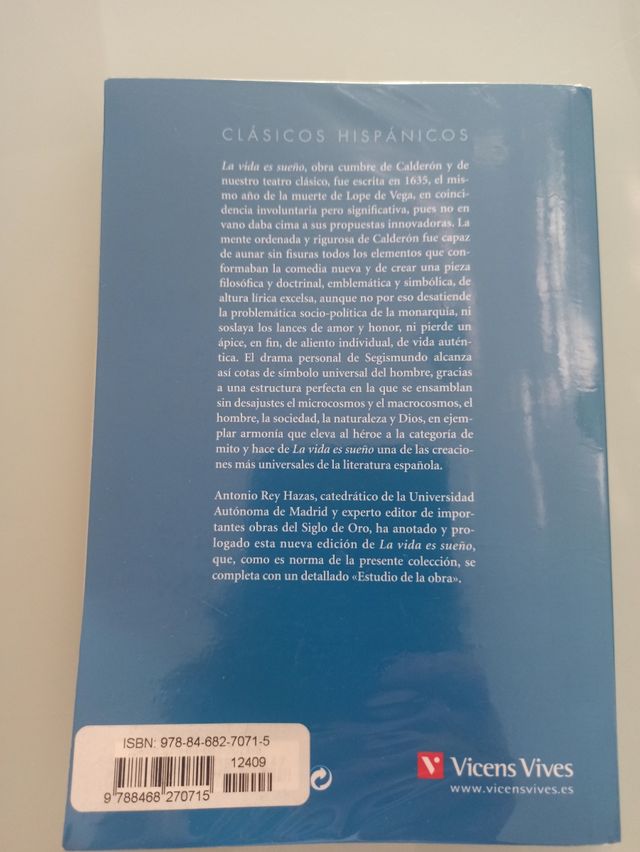 CLÁSICOS HISPÁNICOS
La vida es sueño, obra cumbre de Calderón y de
nuestro teatro clásico, fue escrita en 1635, el mis-
mo año de la muerte de Lope de Vega, en coinci-
dencia involuntaria pero significativa, pues no en
vano daba cima a sus propuestas innovadoras. La
mente ordenada y rigurosa de Calderón fue capaz
de aunar sin fisuras todos los elementos que con-
formaban la comedia nueva y de crear una pieza
filosófica y doctrinal, emblemática y simbólica, de
altura lírica excelsa, aunque no por eso desatiende
la problemática socio-política de la monarquía, ni
soslaya los lances de amor y honor, ni pierde un
ápice, en fin, de aliento individual, de vida autén-
tica. El drama personal de Segismundo alcanza
así cotas de símbolo universal del hombre, gracias
a una estructura perfecta en la que se ensamblan
sin desajustes el microcosmos y el macrocosmos, el
hombre, la sociedad, la naturaleza y Dios, en ejem-
plar armonía que eleva al héroe a la categoría de
mito y hace de La vida es sueño una de las creacio-
nes más universales de la literatura española.
Antonio Rey Hazas, catedrático de la Universidad
Autónoma de Madrid y experto editor de impor-
tantes obras del Siglo de Oro, ha anotado y pro-
logado esta nueva edición de La vida es sueño,
que, como es norma de la presente colección, se
completa con un detallado «Estudio de la obra».
ISBN: 978-84-682-7071-5
12409
9 788468 270715
Vicens Vives
www.vicensvives.es